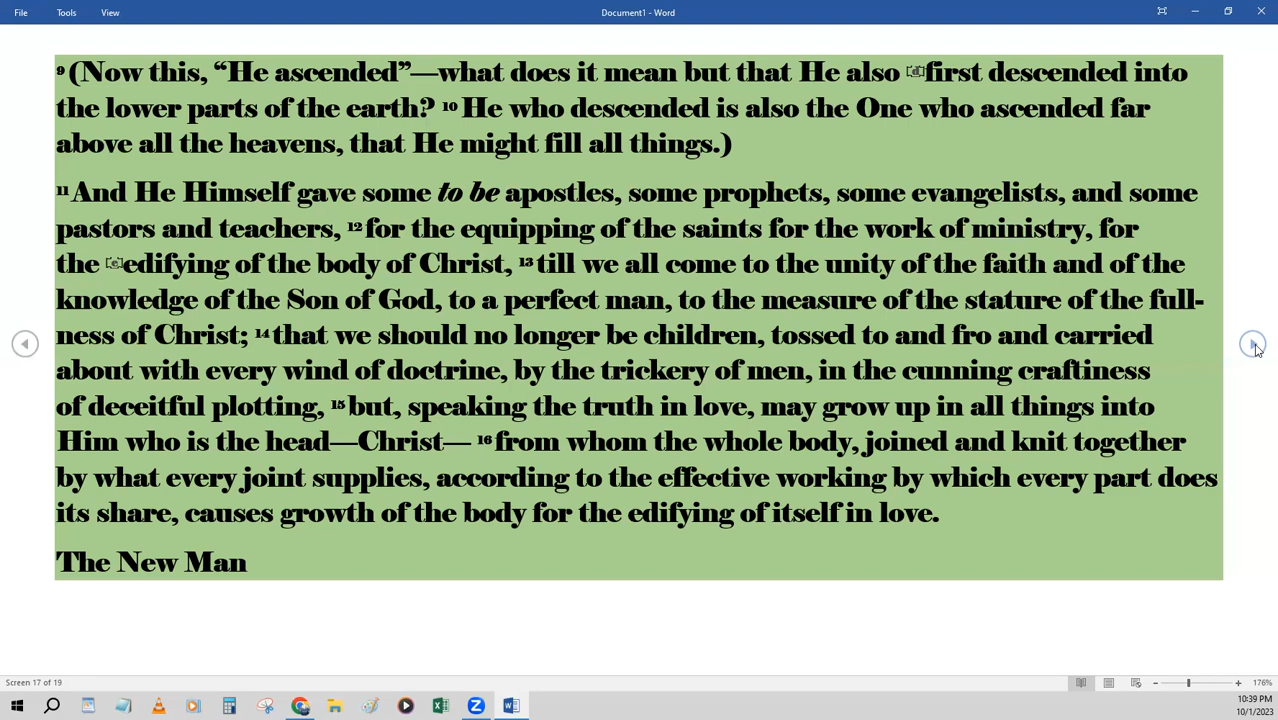 File Tools View Document1 - Word
9 (Now this, “He ascended”—what does it mean but that He also [d]first descended into
the lower parts of the earth? 10 He who descended is also the One who ascended far
above all the heavens, that He might fill all things.)
11 And He Himself gave some to be apostles, some prophets, some evangelists, and some
pastors and teachers, 12 for the equipping of the saints for the work of ministry, for
the [e]edifying of the body of Christ, 13 till we all come to the unity of the faith and of the
knowledge of the Son of God, to a perfect man, to the measure of the stature of the full-
ness of Christ; 14 that we should no longer be children, tossed to and fro and carried
about with every wind of doctrine, by the trickery of men, in the cunning craftiness
of deceitful plotting, 15 but, speaking the truth in love, may grow up in all things into
Him who is the head—Christ— 16 from whom the whole body, joined and knit together
by what every joint supplies, according to the effective working by which every part does
its share, causes growth of the body for the edifying of itself in love.
The New Man
Screen 17 of 19 176%
10:39 PM
10/1/2023